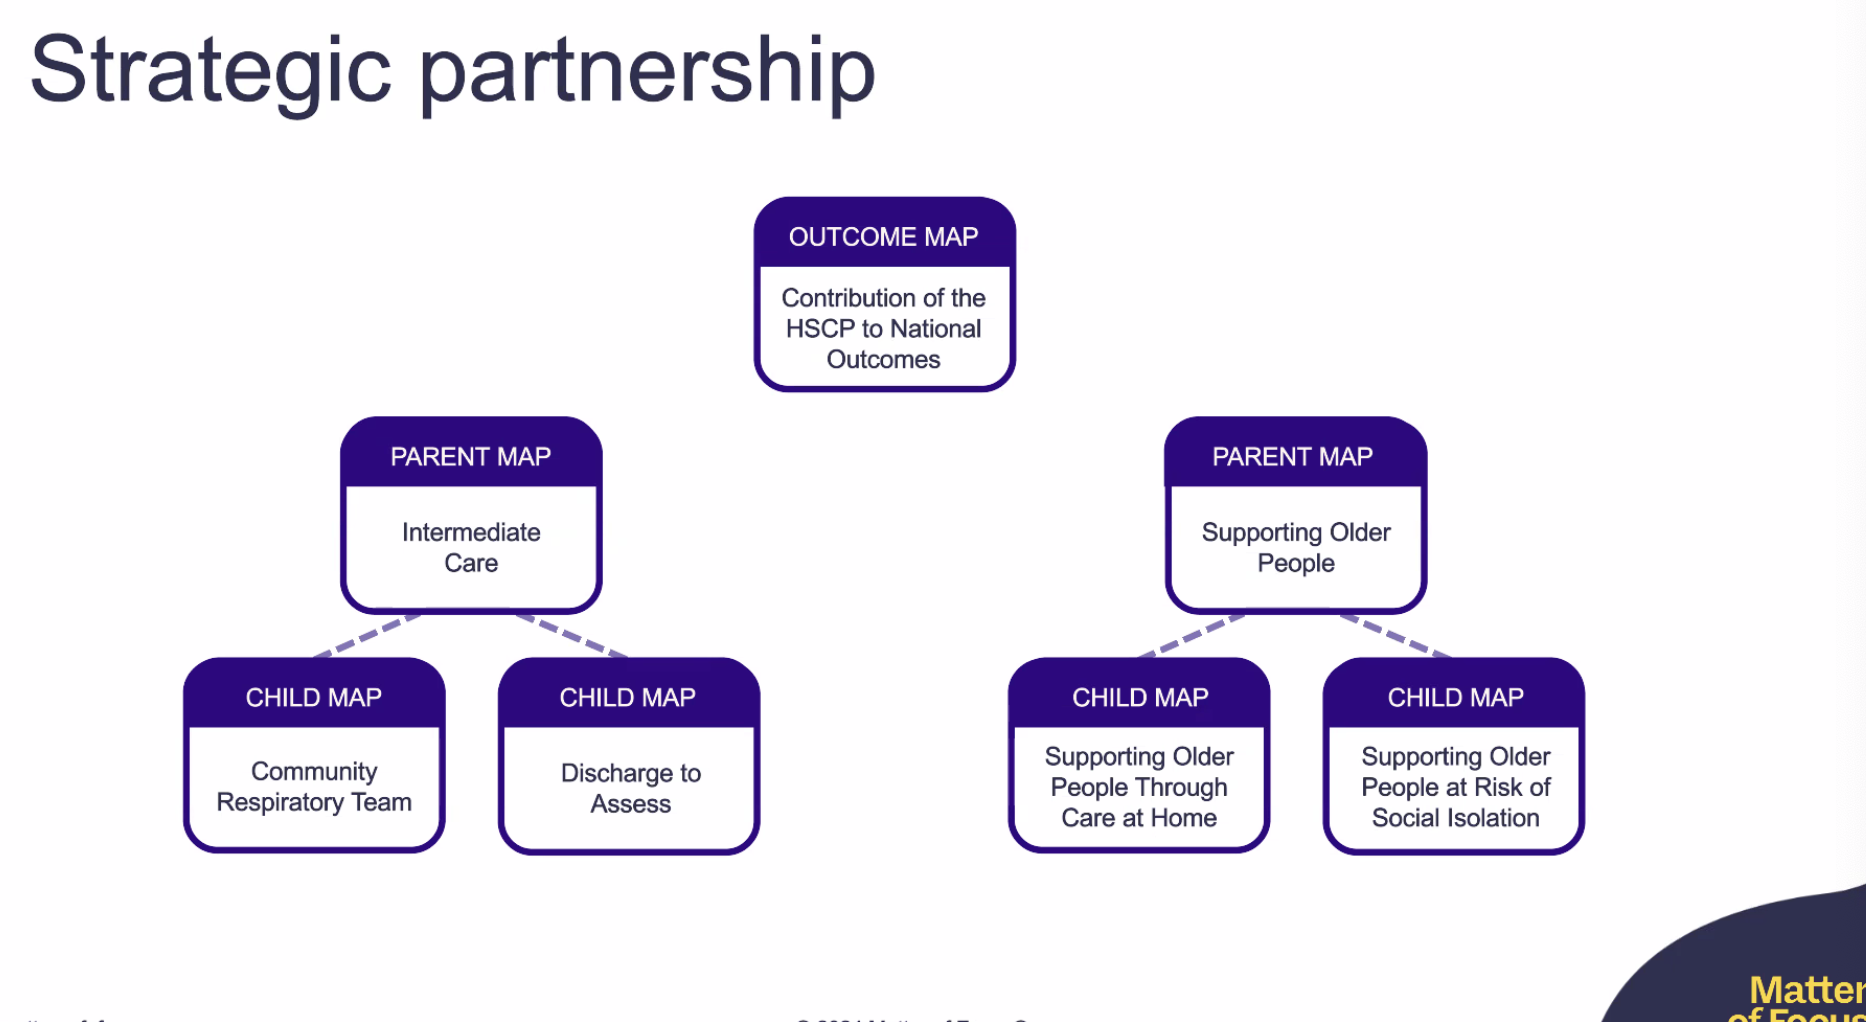 Strategic partnership
OUTCOME MAP
Contribution of the
HSCP to National
Outcomes
PARENT MAP
Intermediate
Care
PARENT MAP
Supporting Older
People
CHILD MAP
Community
Respiratory Team
CHILD MAP
Discharge to
Assess
CHILD MAP
Supporting Older
People Through
Care at Home
CHILD MAP
Supporting Older
People at Risk of
Social Isolation
Matter
of Focus